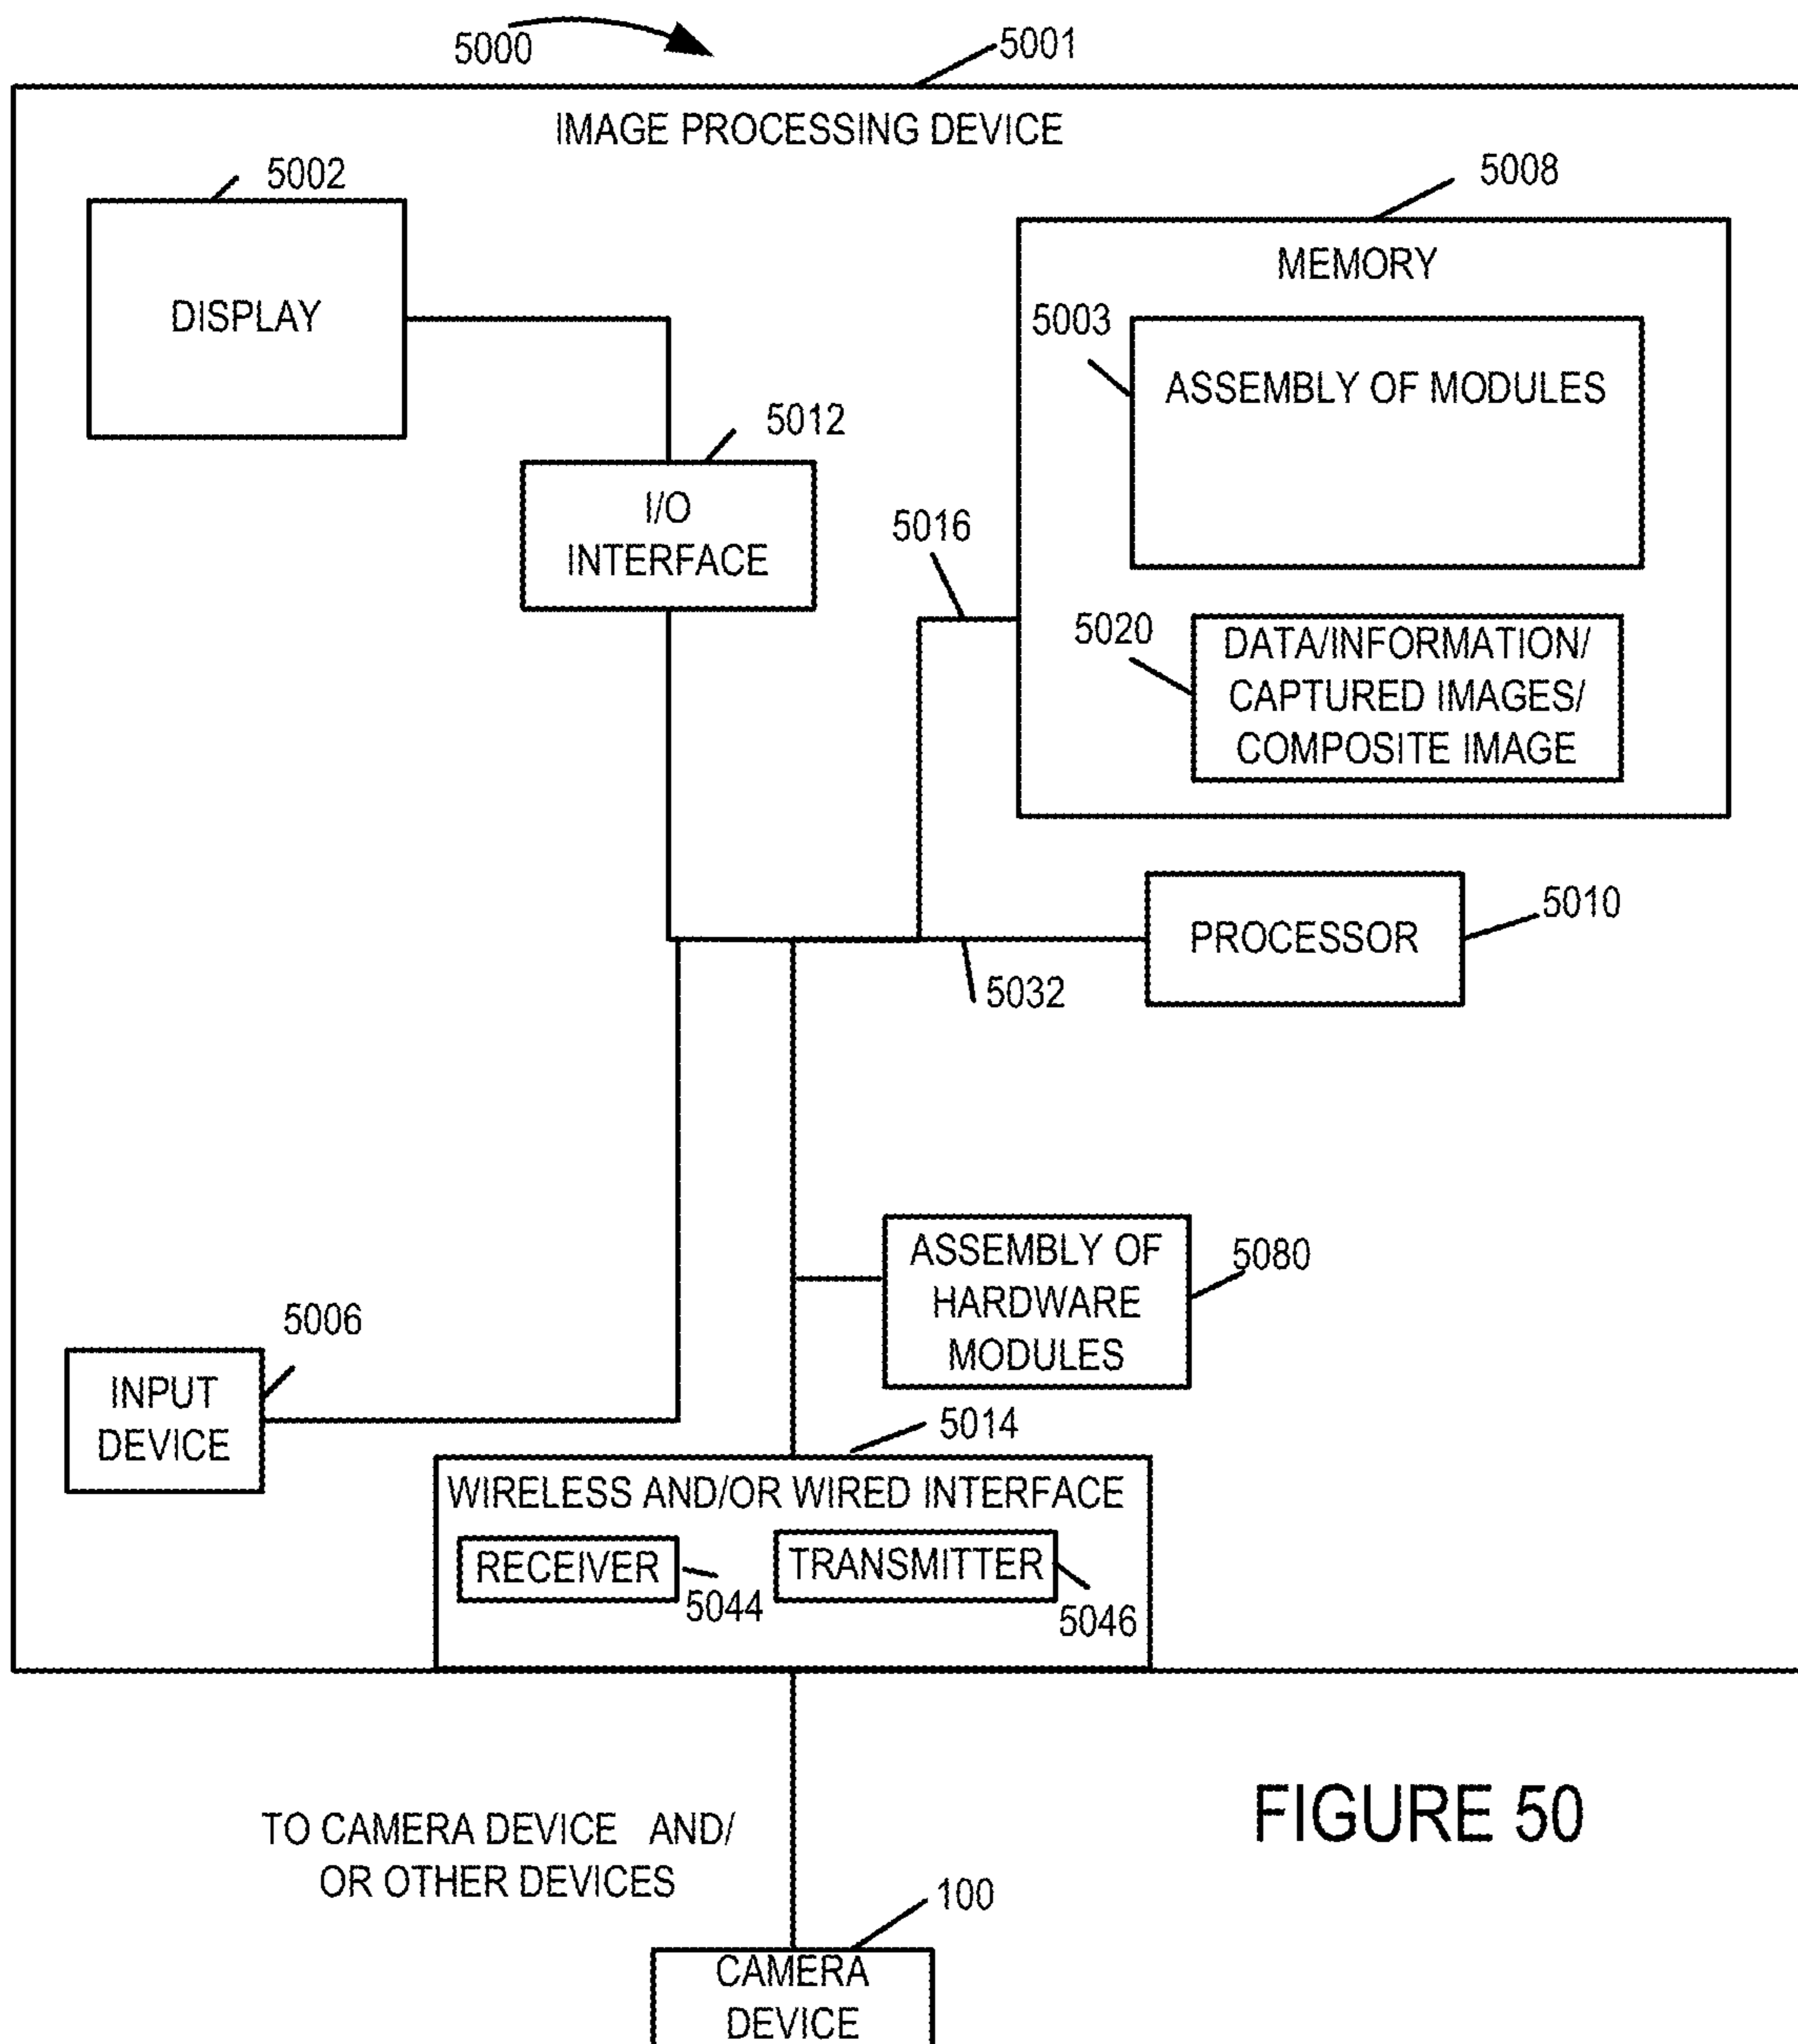 5000
5001
IMAGE PROCESSING DEVICE
5002
5008
DISPLAY
MEMORY
5003
ASSEMBLY OF MODULES
5012
I/O
INTERFACE
5016
5020
DATA/INFORMATION/
CAPTURED IMAGES/
COMPOSITE IMAGE
PROCESSOR
5010
5032
ASSEMBLY OF
HARDWARE
MODULES
5080
5006
INPUT
DEVICE
5014
WIRELESS AND/OR WIRED INTERFACE
RECEIVER
5044
TRANSMITTER
5046
TO CAMERA DEVICE AND/
OR OTHER DEVICES
FIGURE 50
100
CAMERA
DEVICE